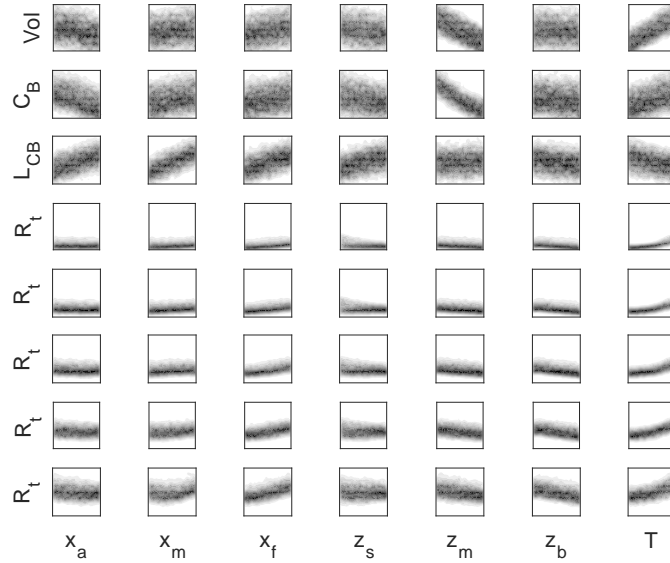 Vol
C_B
L_CB
R_t
R_t
R_t
R_t
R_t
x_a x_m x_f z_s z_m z_b T